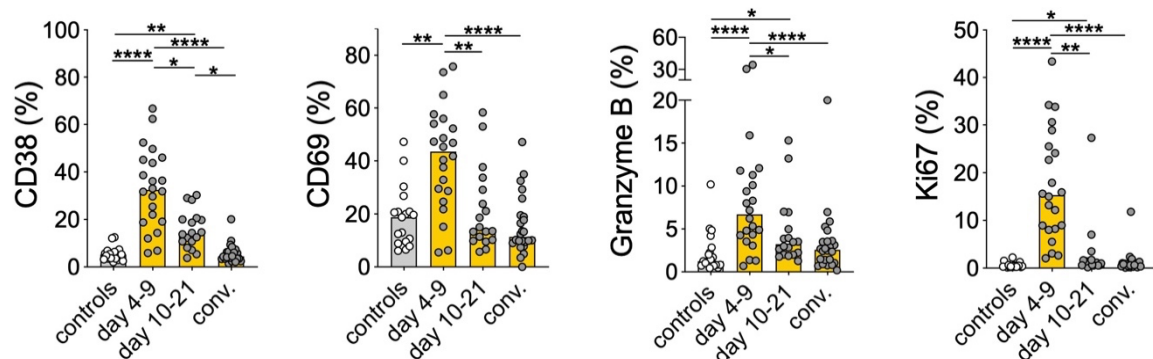 CD38 (%)
100
80
60
40
20
0
**
****
****
*
*
controls
day 4-9
day 10-21
conv.
CD69 (%)
80
60
40
20
0
****
**
**
controls
day 4-9
day 10-21
conv.
Granzyme B (%)
60
30
20
15
10
5
0
*
****
****
*
controls
day 4-9
day 10-21
conv.
Ki67 (%)
50
40
30
20
10
0
*
****
****
**
controls
day 4-9
day 10-21
conv.